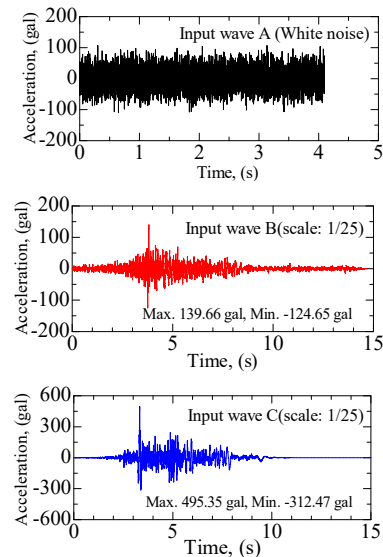 200
Input wave A (White noise)
100
0
-100
-200
0 1 2 3 4 5
Time, (s)
Acceleration, (gal)
200
Input wave B(scale: 1/25)
100
0
-100
Max. 139.66 gal, Min. -124.65 gal
-200
0 5 10 15
Time, (s)
Acceleration, (gal)
600
Input wave C(scale: 1/25)
300
0
-300
Max. 495.35 gal, Min. -312.47 gal
-600
0 5 10 15
Time, (s)
Acceleration, (gal)